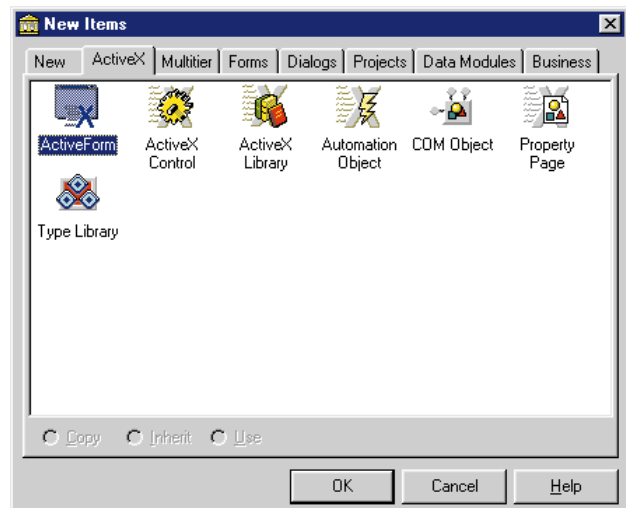 New Items
New ActiveX Multitier Forms Dialogs Projects Data Modules Business
ActiveForm ActiveX Control ActiveX Library Automation Object COM Object Property Page
Type Library
Copy Inherit Use
OK Cancel Help